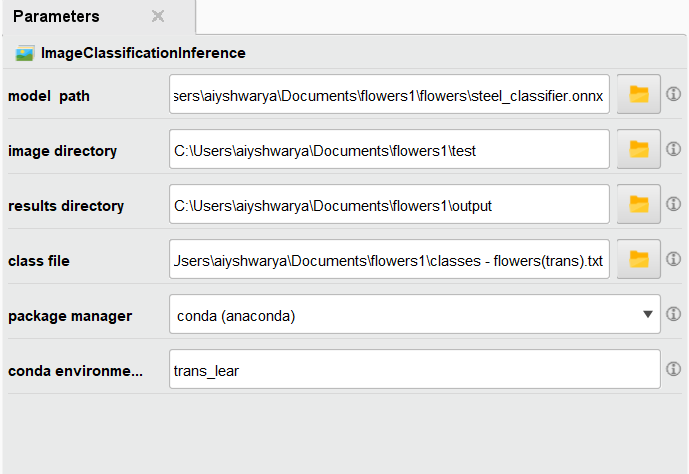 Parameters
ImageClassificationInference
model path sers\aiyshwarya\Documents\flowers1\flowers\steel_classifier.onnx
image directory C:\Users\aiyshwarya\Documents\flowers1\test
results directory C:\Users\aiyshwarya\Documents\flowers1\output
class file Users\aiyshwarya\Documents\flowers1\classes - flowers(trans).txt
package manager conda (anaconda)
conda environme... trans_lear